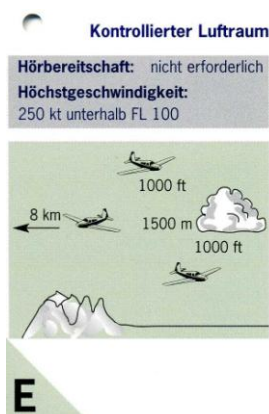 Kontrollierter Luftraum
Hörbereitschaft: nicht erforderlich
Höchstgeschwindigkeit:
250 kt unterhalb FL 100
1000 ft
8 km
1500 m
1000 ft
E